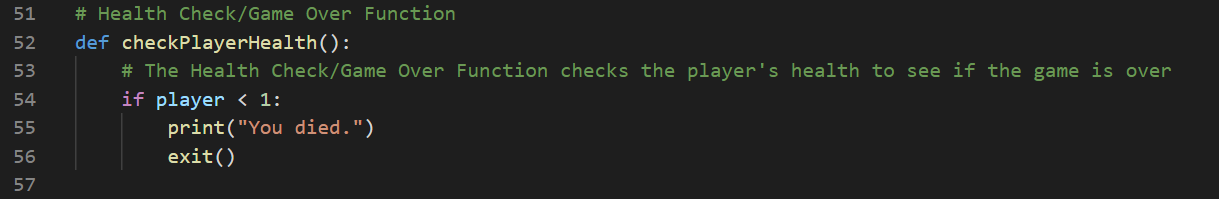 51 # Health Check/Game Over Function
52 def checkPlayerHealth():
53 # The Health Check/Game Over Function checks the player's health to see if the game is over
54 if player < 1:
55 print("You died.")
56 exit()
57